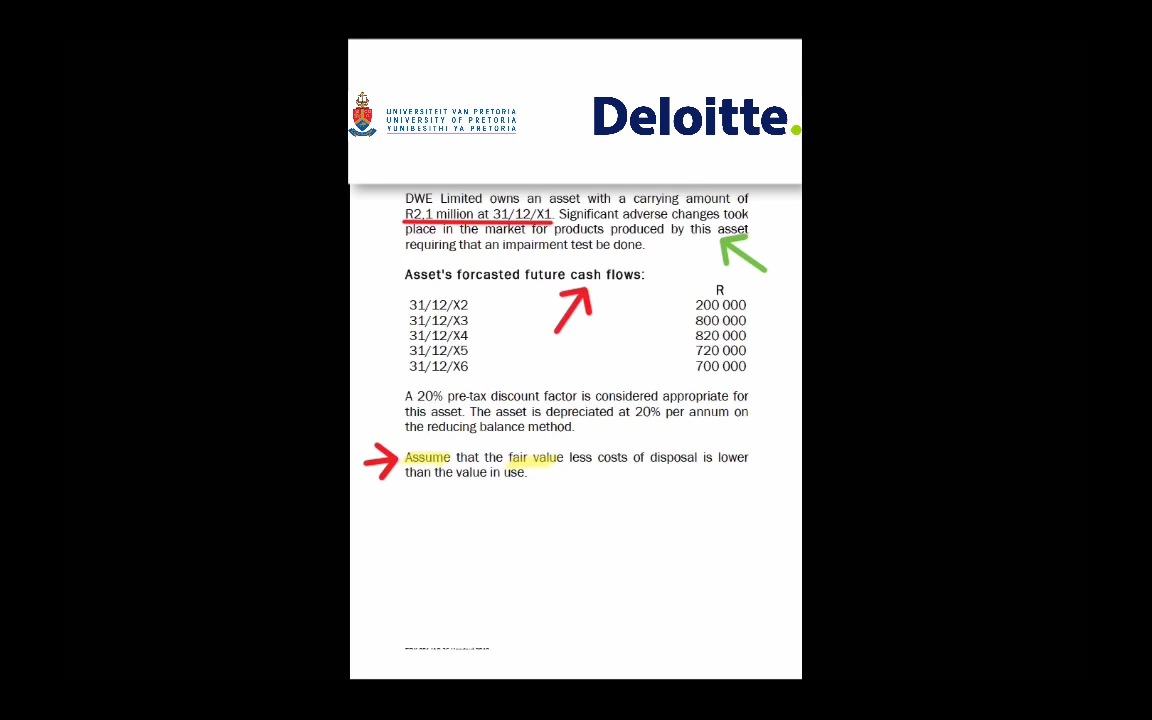 UNIVERSITEIT VAN PRETORIA
UNIVERSITY OF PRETORIA
YUNIBESITHI YA PRETORIA
Deloitte.
DWE Limited owns an asset with a carrying amount of
R2,1 million at 31/12/X1. Significant adverse changes took
place in the market for products produced by this asset
requiring that an impairment test be done.
Asset's forcasted future cash flows:
R
31/12/X2 200 000
31/12/X3 800 000
31/12/X4 820 000
31/12/X5 720 000
31/12/X6 700 000
A 20% pre-tax discount factor is considered appropriate for
this asset. The asset is depreciated at 20% per annum on
the reducing balance method.
Assume that the fair value less costs of disposal is lower
than the value in use.